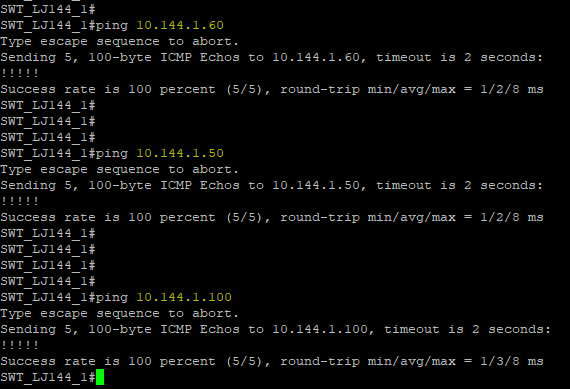 SWT_LJ144_1#
SWT_LJ144_1#ping 10.144.1.60
Type escape sequence to abort.
Sending 5, 100-byte ICMP Echos to 10.144.1.60, timeout is 2 seconds:
!!!!!
Success rate is 100 percent (5/5), round-trip min/avg/max = 1/2/8 ms
SWT_LJ144_1#
SWT_LJ144_1#
SWT_LJ144_1#
SWT_LJ144_1#ping 10.144.1.50
Type escape sequence to abort.
Sending 5, 100-byte ICMP Echos to 10.144.1.50, timeout is 2 seconds:
!!!!!
Success rate is 100 percent (5/5), round-trip min/avg/max = 1/2/8 ms
SWT_LJ144_1#
SWT_LJ144_1#
SWT_LJ144_1#
SWT_LJ144_1#
SWT_LJ144_1#ping 10.144.1.100
Type escape sequence to abort.
Sending 5, 100-byte ICMP Echos to 10.144.1.100, timeout is 2 seconds:
!!!!!
Success rate is 100 percent (5/5), round-trip min/avg/max = 1/3/8 ms
SWT_LJ144_1#